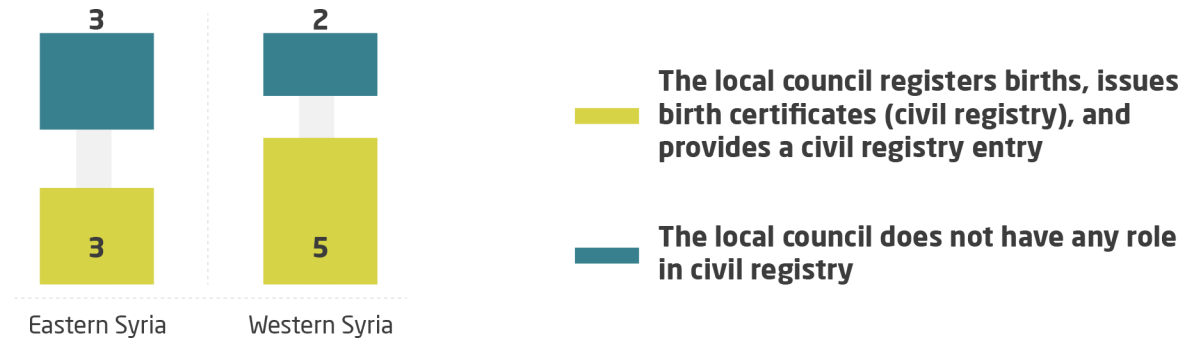 3
2
3
5
Eastern Syria
Western Syria
The local council registers births, issues
birth certificates (civil registry), and
provides a civil registry entry
The local council does not have any role
in civil registry